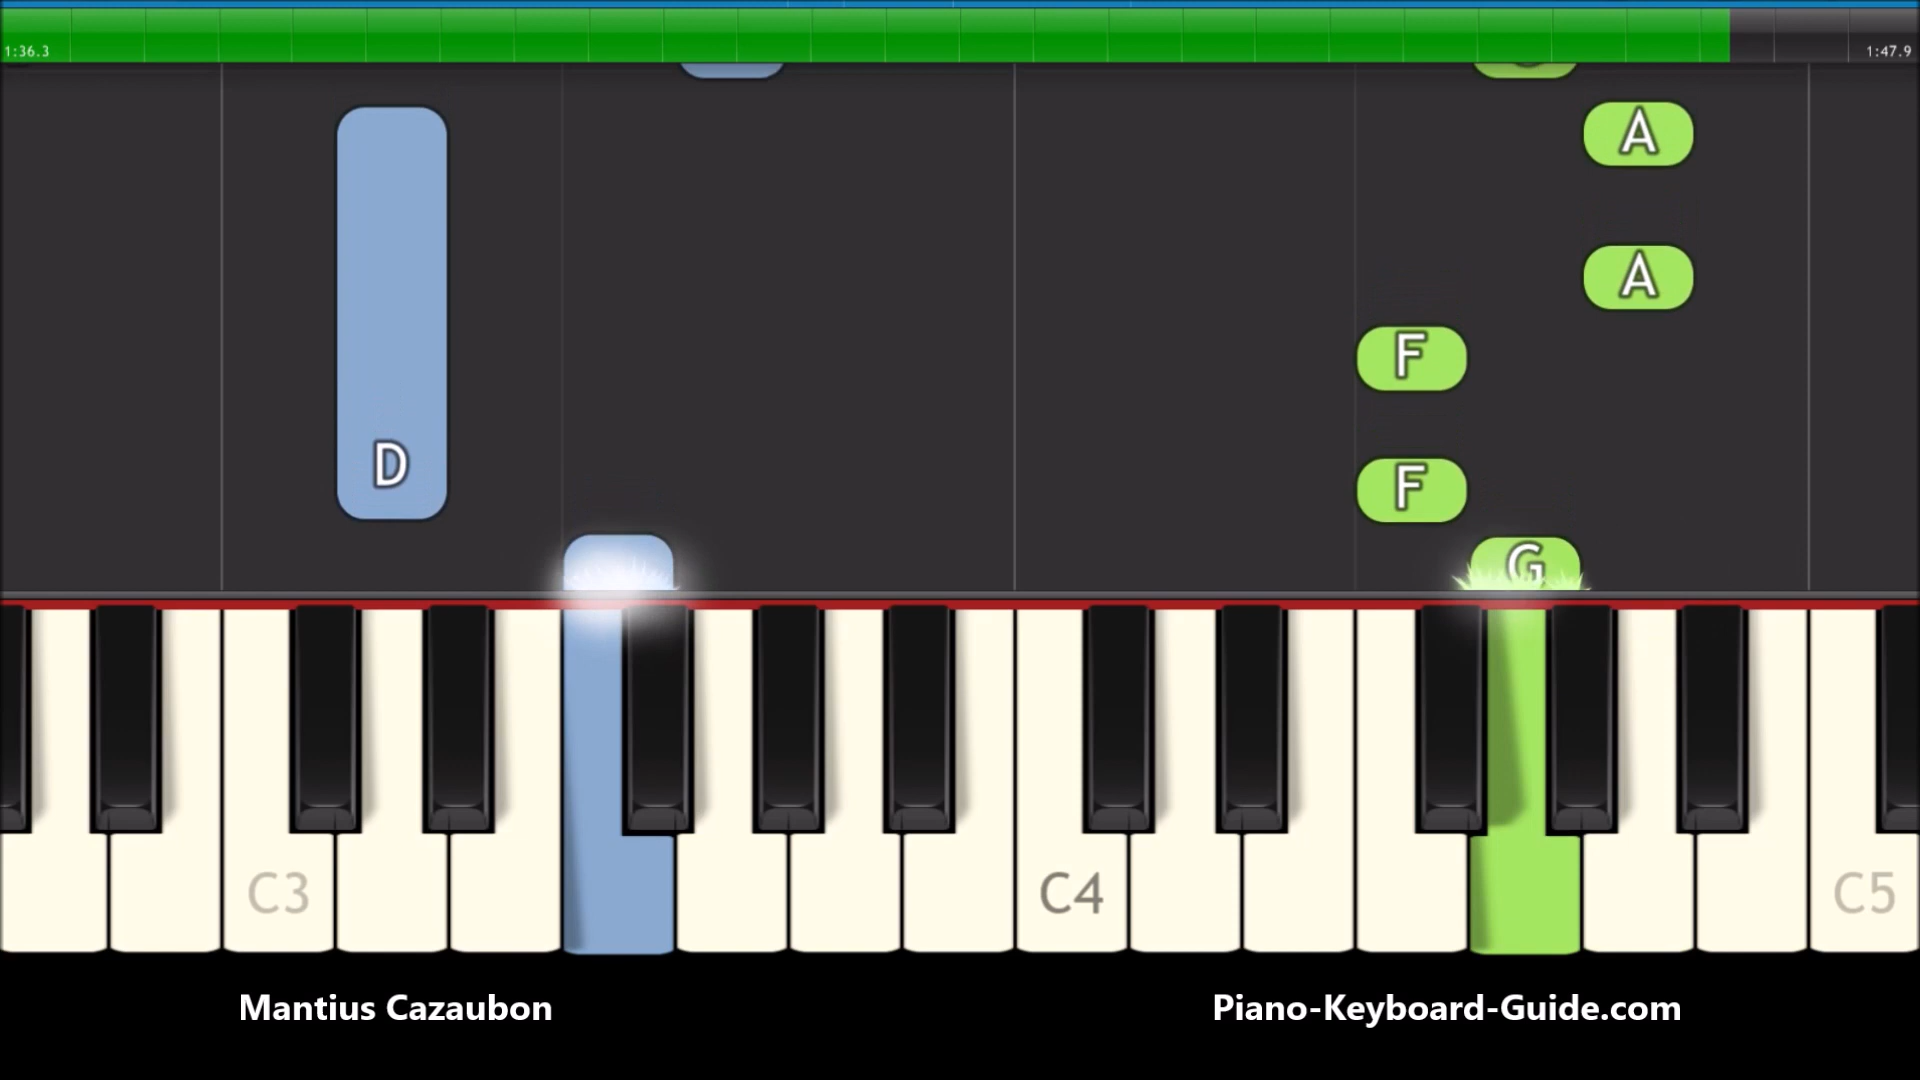 1:36.3
1:47.9
A
A
F
D
F
G
C3
C4
C5
Mantius Cazaubon
Piano-Keyboard-Guide.com